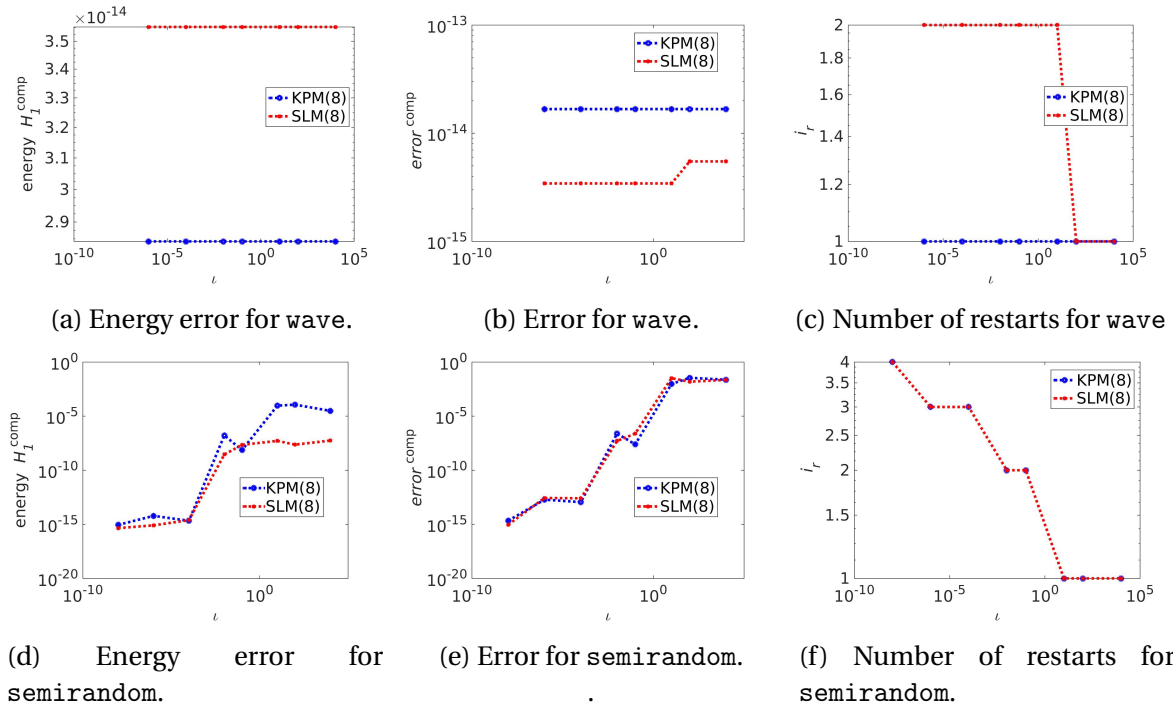 ×10⁻¹⁴
3.5
3.4
3.3
3.2
3.1
3
2.9
energy H₁ᶜᵒᵐᵖ
KPM(8)
SLM(8)
10⁻¹⁰ 10⁻⁵ 10⁰ 10⁵
ι
(a) Energy error for wave.
10⁻¹³
10⁻¹⁴
10⁻¹⁵
error ᶜᵒᵐᵖ
KPM(8)
SLM(8)
10⁻¹⁰ 10⁰
ι
(b) Error for wave.
2
1.8
1.6
1.4
1.2
1
i_r
KPM(8)
SLM(8)
10⁻¹⁰ 10⁻⁵ 10⁰ 10⁵
ι
(c) Number of restarts for wave
10⁰
10⁻⁵
10⁻¹⁰
10⁻¹⁵
10⁻²⁰
energy H₁ᶜᵒᵐᵖ
KPM(8)
SLM(8)
10⁻¹⁰ 10⁰
ι
(d) Energy error for
semirandom.
10⁰
10⁻⁵
10⁻¹⁰
10⁻¹⁵
10⁻²⁰
error ᶜᵒᵐᵖ
KPM(8)
SLM(8)
10⁻¹⁰ 10⁰
ι
(e) Error for semirandom.
.
4
3.5
3
2.5
2
1.5
1
i_r
KPM(8)
SLM(8)
10⁻¹⁰ 10⁻⁵ 10⁰ 10⁵
ι
(f) Number of restarts for
semirandom.